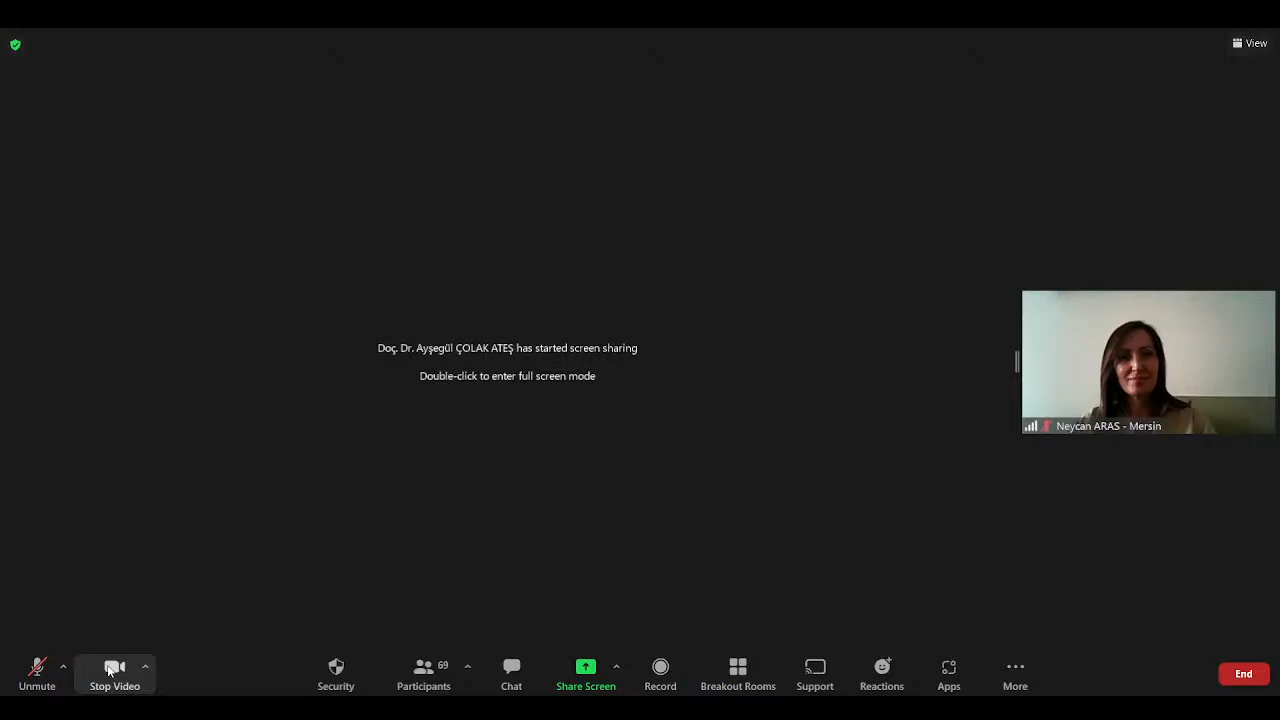 View
Doç. Dr. Ayşegül ÇOLAK ATEŞ has started screen sharing
Double-click to enter full screen mode
Neycan ARAS - Mersin
Unmute
Stop Video
Security
69
Participants
Chat
Share Screen
Record
Breakout Rooms
Support
Reactions
Apps
More
End